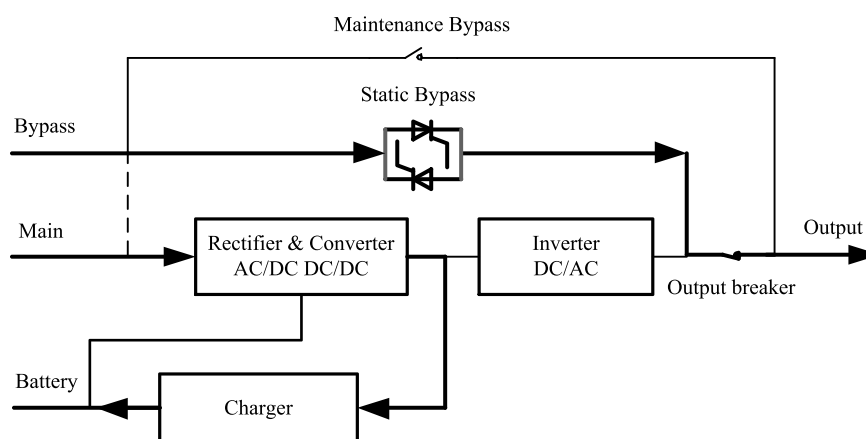 Maintenance Bypass
Static Bypass
Bypass
Main
Rectifier & Converter
AC/DC DC/DC
Inverter
DC/AC
Output
Output breaker
Battery
Charger